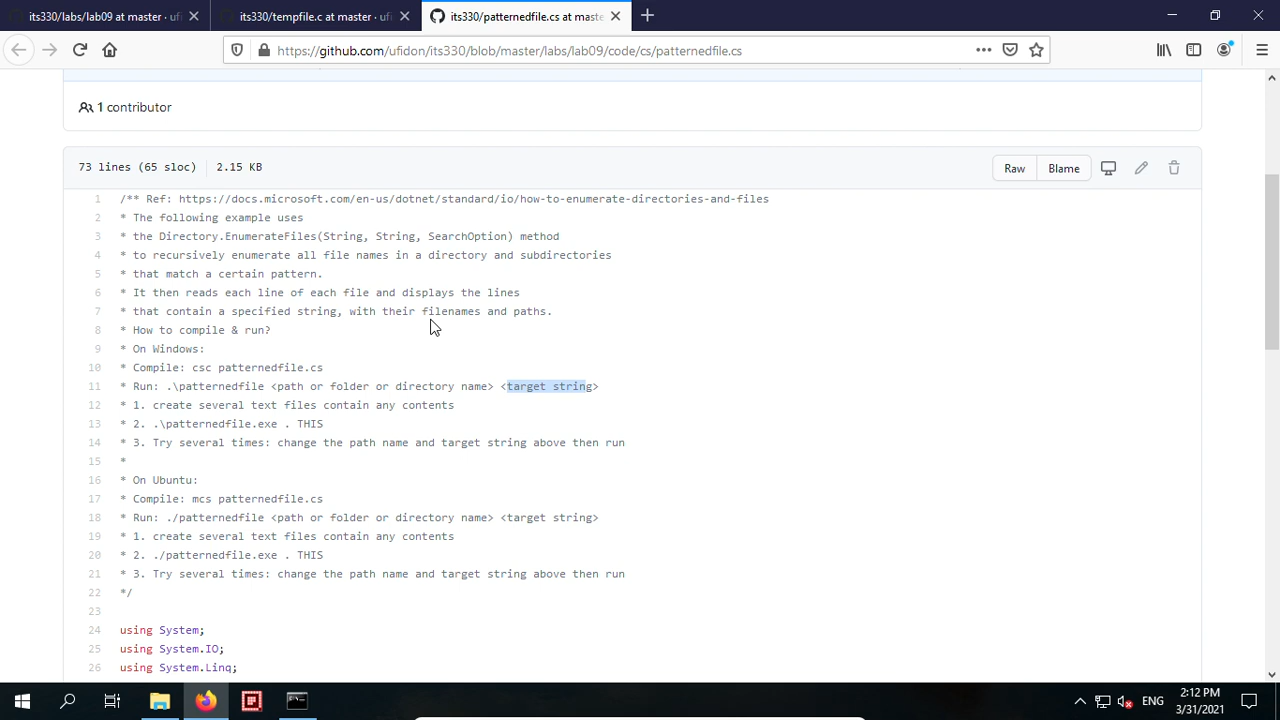 its330/labs/lab09 at master · ufi
its330/tempfile.c at master · ufi
its330/patternedfile.cs at maste
https://github.com/ufidon/its330/blob/master/labs/lab09/code/cs/patternedfile.cs
1 contributor
73 lines (65 sloc) 2.15 KB
Raw Blame
1 /** Ref: https://docs.microsoft.com/en-us/dotnet/standard/io/how-to-enumerate-directories-and-files
2 * The following example uses
3 * the Directory.EnumerateFiles(String, String, SearchOption) method
4 * to recursively enumerate all file names in a directory and subdirectories
5 * that match a certain pattern.
6 * It then reads each line of each file and displays the lines
7 * that contain a specified string, with their filenames and paths.
8 * How to compile & run?
9 * On Windows:
10 * Compile: csc patternedfile.cs
11 * Run: .\patternedfile <path or folder or directory name> <target string>
12 * 1. create several text files contain any contents
13 * 2. .\patternedfile.exe . THIS
14 * 3. Try several times: change the path name and target string above then run
15 *
16 * On Ubuntu:
17 * Compile: mcs patternedfile.cs
18 * Run: ./patternedfile <path or folder or directory name> <target string>
19 * 1. create several text files contain any contents
20 * 2. ./patternedfile.exe . THIS
21 * 3. Try several times: change the path name and target string above then run
22 */
23
24 using System;
25 using System.IO;
26 using System.Linq;
ENG
2:12 PM
3/31/2021